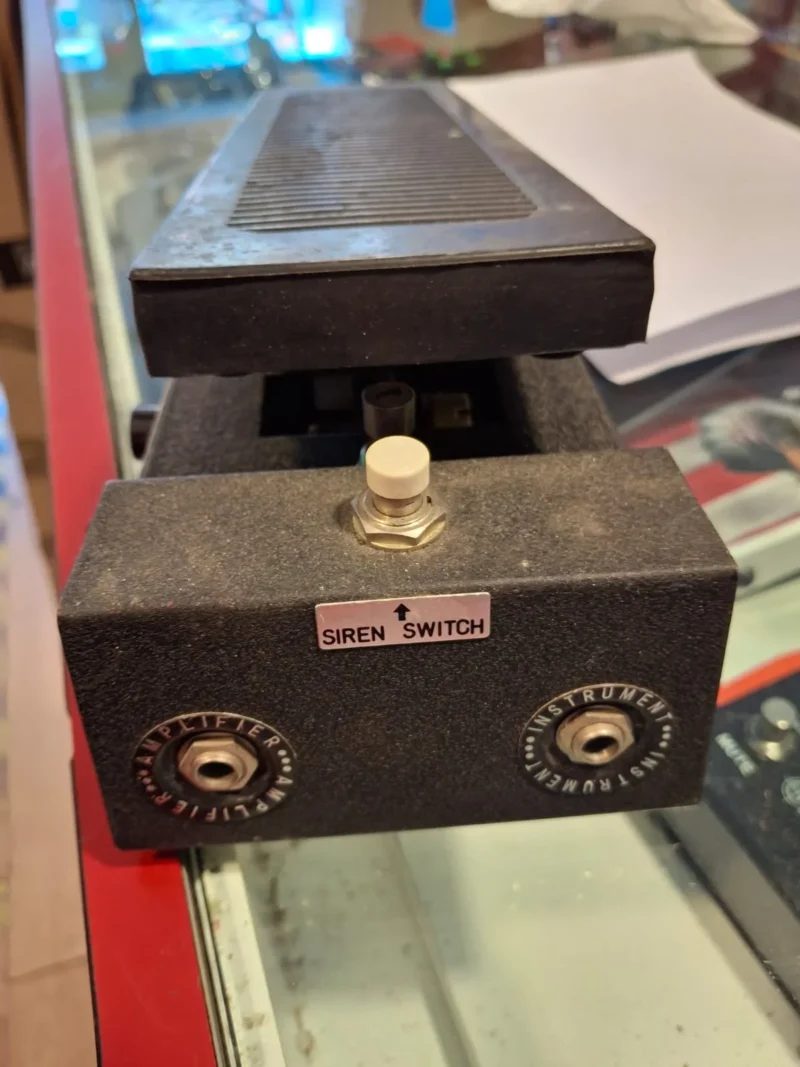 ↑
SIREN SWITCH
AMPLIFIER ••• AMPLIFIER •••
INSTRUMENT ••• INSTRUMENT •••
MUTE